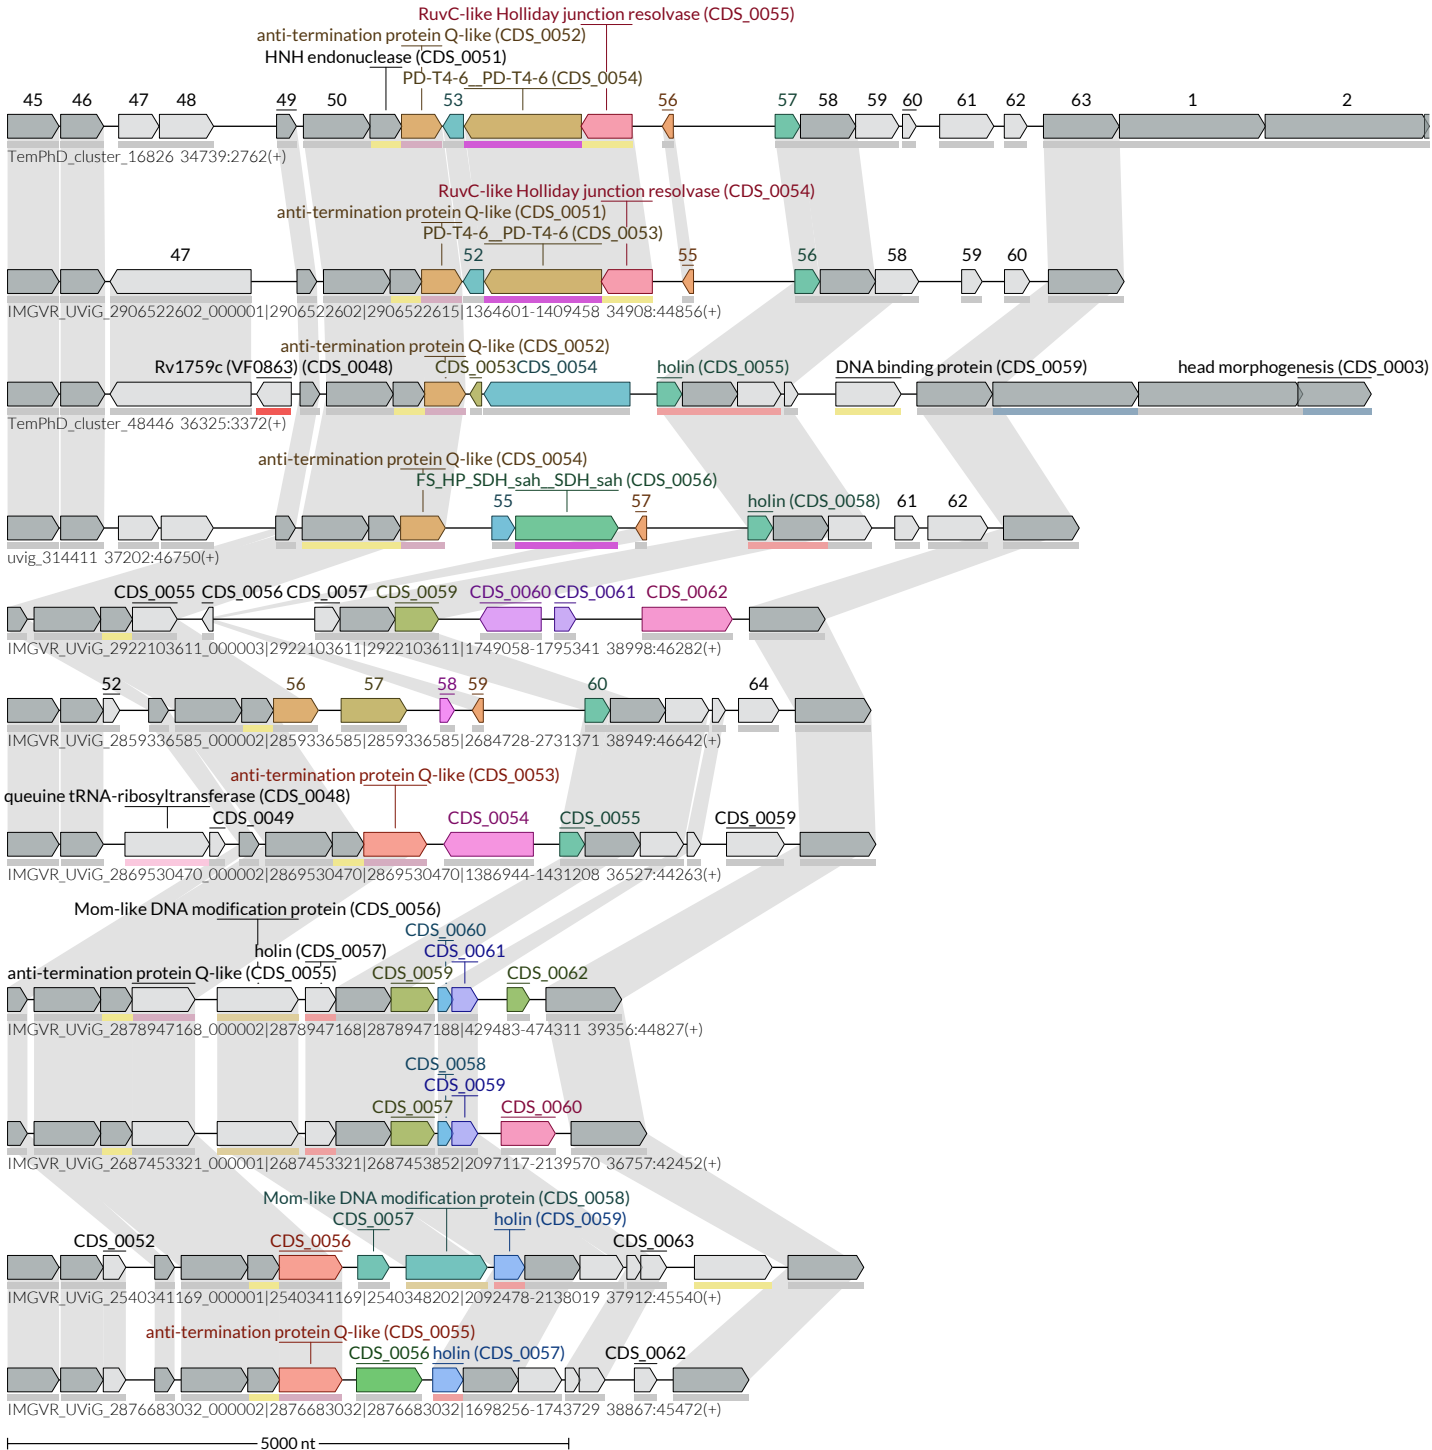 RuvC-like Holliday junction resolvase (CDS_0055)
anti-termination protein Q-like (CDS_0052)
HNH endonuclease (CDS_0051)
PD-T4-6__PD-T4-6 (CDS_0054)
45 46 47 48 49 50 53 56 57 58 59 60 61 62 63 1 2
TemPhD_cluster_16826 34739:2762(+)
RuvC-like Holliday junction resolvase (CDS_0054)
anti-termination protein Q-like (CDS_0051)
PD-T4-6__PD-T4-6 (CDS_0053)
47 52 55 56 58 59 60
IMGVR_UViG_2906522602_000001|2906522602|2906522615|1364601-1409458 34908:44856(+)
anti-termination protein Q-like (CDS_0052)
Rv1759c (VF0863) (CDS_0048) CDS_0053 CDS_0054 holin (CDS_0055) DNA binding protein (CDS_0059) head morphogenesis (CDS_0003)
TemPhD_cluster_48446 36325:3372(+)
anti-termination protein Q-like (CDS_0054)
FS_HP_SDH_sah__SDH_sah (CDS_0056)
55 57 holin (CDS_0058) 61 62
uvig_314411 37202:46750(+)
CDS_0055 CDS_0056 CDS_0057 CDS_0059 CDS_0060 CDS_0061 CDS_0062
IMGVR_UViG_2922103611_000003|2922103611|2922103611|1749058-1795341 38998:46282(+)
52 56 57 58 59 60 64
IMGVR_UViG_2859336585_000002|2859336585|2859336585|2684728-2731371 38949:46642(+)
anti-termination protein Q-like (CDS_0053)
queuine tRNA-ribosyltransferase (CDS_0048)
CDS_0049 CDS_0054 CDS_0055 CDS_0059
IMGVR_UViG_2869530470_000002|2869530470|2869530470|1386944-1431208 36527:44263(+)
Mom-like DNA modification protein (CDS_0056)
CDS_0060
holin (CDS_0057) CDS_0061
anti-termination protein Q-like (CDS_0055) CDS_0059 CDS_0062
IMGVR_UViG_2878947168_000002|2878947168|2878947188|429483-474311 39356:44827(+)
CDS_0058
CDS_0059
CDS_0057 CDS_0060
IMGVR_UViG_2687453321_000001|2687453321|2687453852|2097117-2139570 36757:42452(+)
Mom-like DNA modification protein (CDS_0058)
CDS_0057 holin (CDS_0059)
CDS_0052 CDS_0056 CDS_0063
IMGVR_UViG_2540341169_000001|2540341169|2540348202|2092478-2138019 37912:45540(+)
anti-termination protein Q-like (CDS_0055)
CDS_0056 holin (CDS_0057) CDS_0062
IMGVR_UViG_2876683032_000002|2876683032|2876683032|1698256-1743729 38867:45472(+)
5000 nt